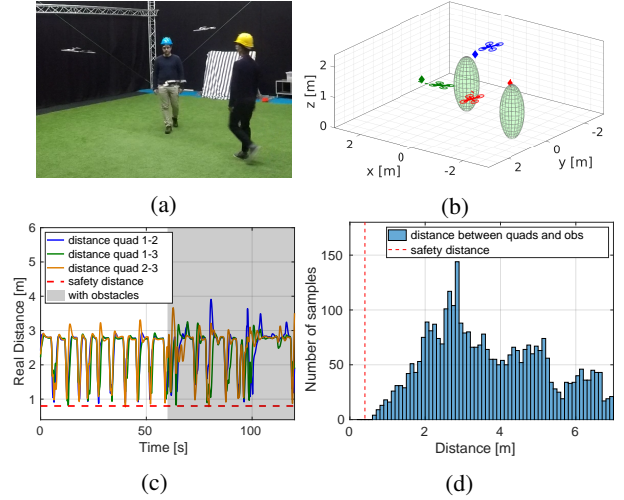 2
1
0
z [m]
2
0
-2
x [m]
2
0
-2
y [m]
(a)
(b)
6
5
4
3
2
1
Real Distance [m]
distance quad 1-2
distance quad 1-3
distance quad 2-3
safety distance
with obstacles
0
50
100
Time [s]
150
100
50
0
Number of samples
distance between quads and obs
safety distance
0
2
4
6
Distance [m]
(c)
(d)